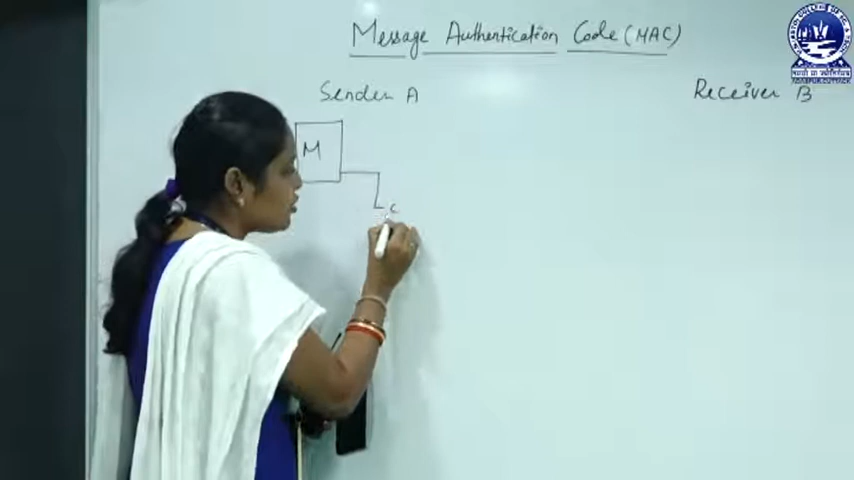 Message Authentication Code (MAC)
Sender A
Receiver B
M
C